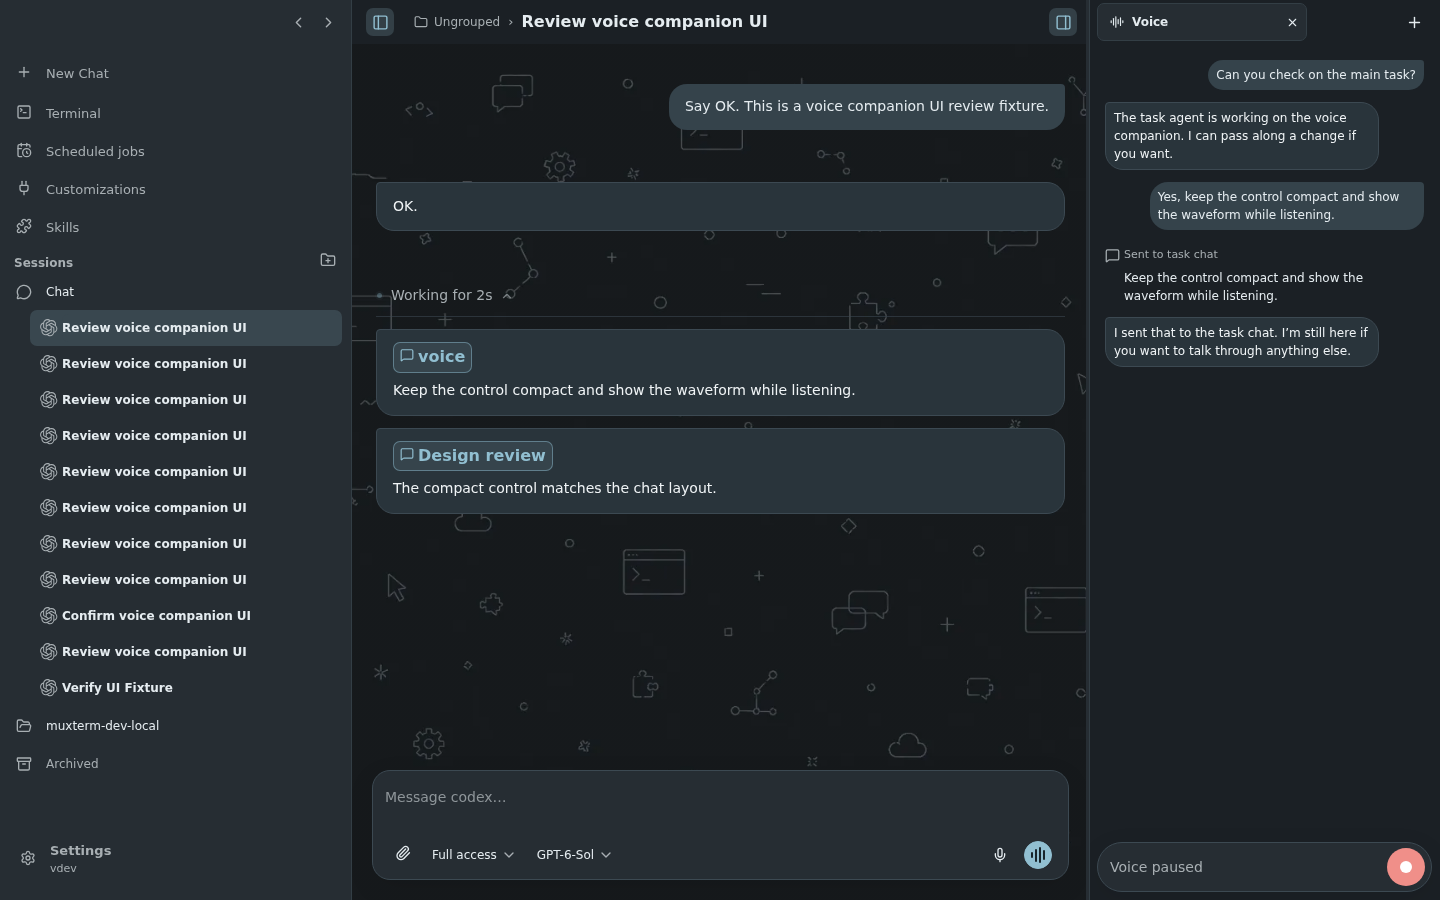 New Chat
Terminal
Scheduled jobs
Customizations
Skills
Sessions
Chat
Review voice companion UI
Review voice companion UI
Review voice companion UI
Review voice companion UI
Review voice companion UI
Review voice companion UI
Review voice companion UI
Review voice companion UI
Confirm voice companion UI
Review voice companion UI
Verify UI Fixture
muxterm-dev-local
Archived
Settings
vdev
Ungrouped › Review voice companion UI
Say OK. This is a voice companion UI review fixture.
OK.
Working for 2s
voice
Keep the control compact and show the waveform while listening.
Design review
The compact control matches the chat layout.
Message codex...
Full access
GPT-6-Sol
Voice
Can you check on the main task?
The task agent is working on the voice
companion. I can pass along a change if
you want.
Yes, keep the control compact and show
the waveform while listening.
Sent to task chat
Keep the control compact and show the
waveform while listening.
I sent that to the task chat. I’m still here if
you want to talk through anything else.
Voice paused